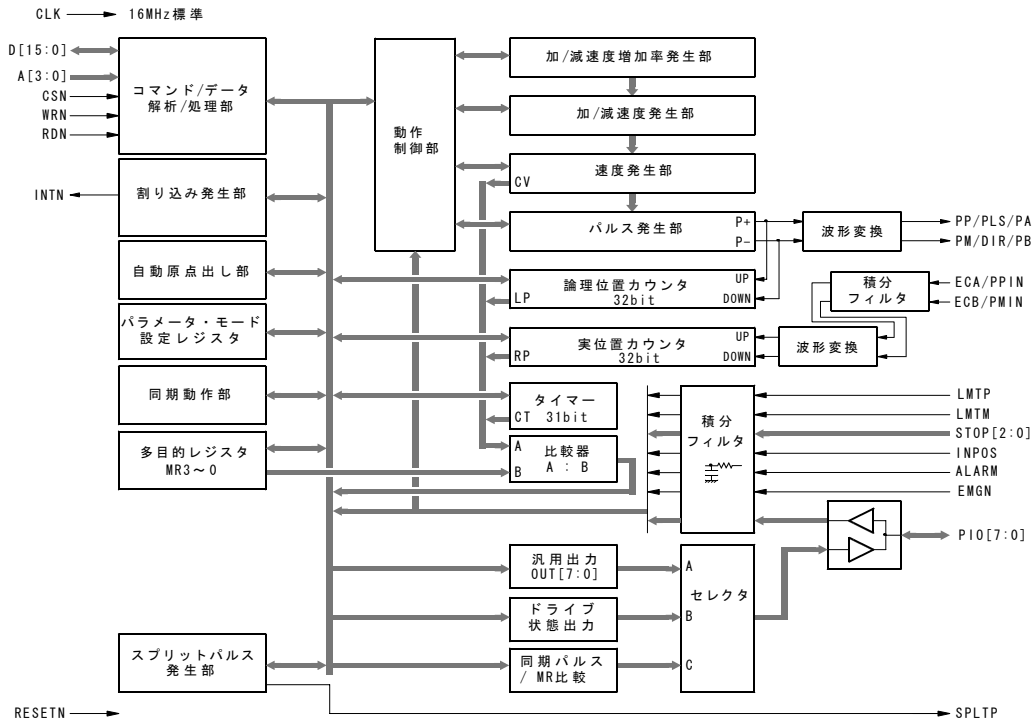 CLK
16MHz標準
D[15:0]
A[3:0]
CSN
WRN
RDN
コマンド/データ
解析/処理部
INTN
割り込み発生部
自動原点出し部
パラメータ・モード
設定レジスタ
同期動作部
多目的レジスタ
MR3～0
スプリットパルス
発生部
RESETN
動作
制御部
加/減速度増加率発生部
加/減速度発生部
速度発生部
CV
パルス発生部
P+
P-
波形変換
PP/PLS/PA
PM/DIR/PB
論理位置カウンタ
32bit
UP
DOWN
LP
積分
フィルタ
ECA/PPIN
ECB/PMIN
実位置カウンタ
32bit
UP
DOWN
RP
波形変換
タイマー
CT 31bit
A
B
比較器
A : B
積分
フィルタ
LMTP
LMTM
STOP[2:0]
INPOS
ALARM
EMGN
PIO[7:0]
汎用出力
OUT[7:0]
ドライブ
状態出力
同期パルス
/ MR比較
A
セレクタ
B
C
SPLTP